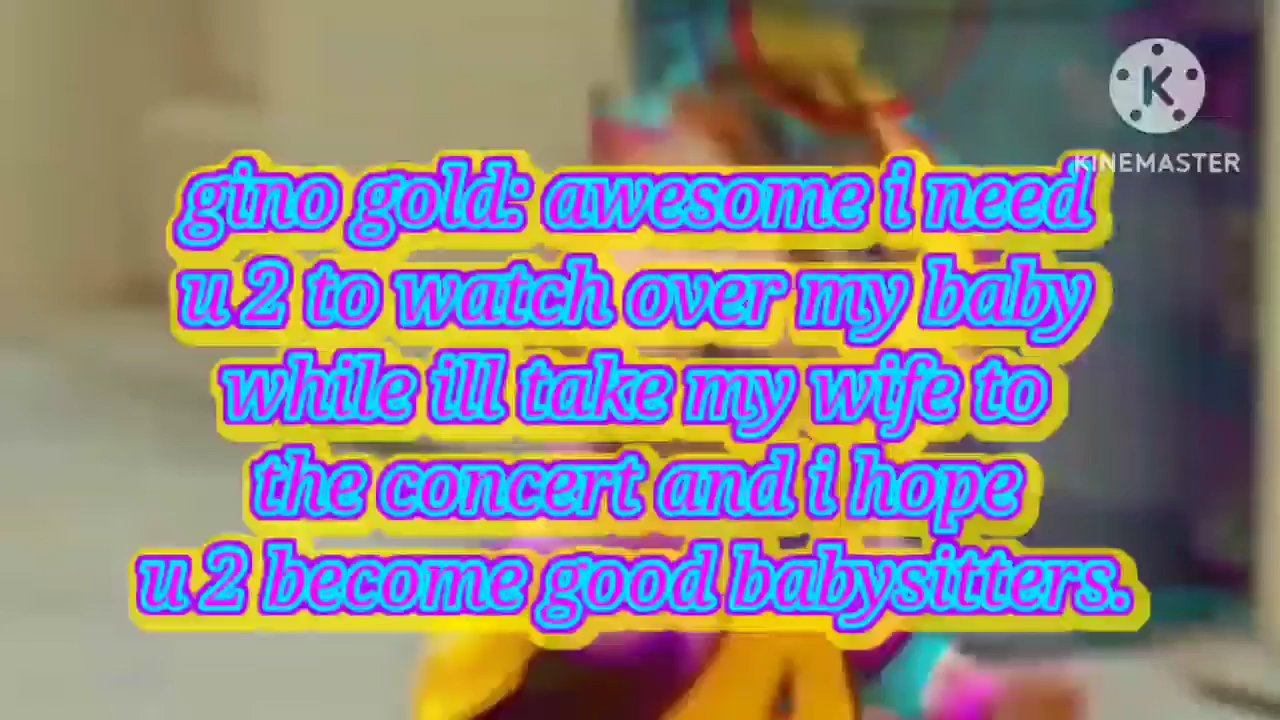 KINEMASTER
gino gold: awesome i need
u 2 to watch over my baby
while ill take my wife to
the concert and i hope
u 2 become good babysitters.